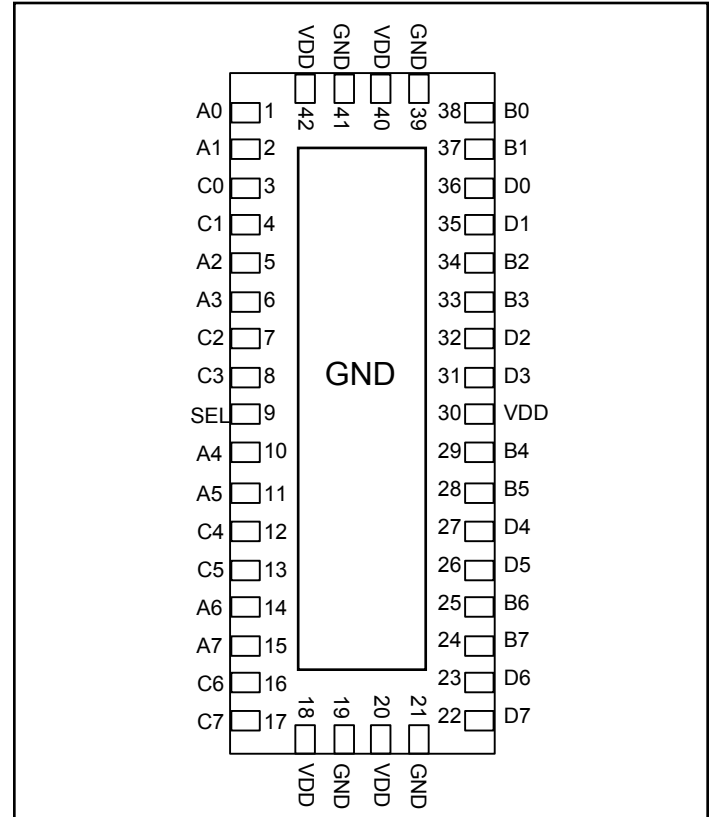 VDD GND VDD GND
42 41 40 39
A0 1 38 B0
A1 2 37 B1
C0 3 36 D0
C1 4 35 D1
A2 5 34 B2
A3 6 33 B3
C2 7 32 D2
C3 8 GND 31 D3
SEL 9 30 VDD
A4 10 29 B4
A5 11 28 B5
C4 12 27 D4
C5 13 26 D5
A6 14 25 B6
A7 15 24 B7
C6 16 23 D6
C7 17 22 D7
18 19 20 21
VDD GND VDD GND